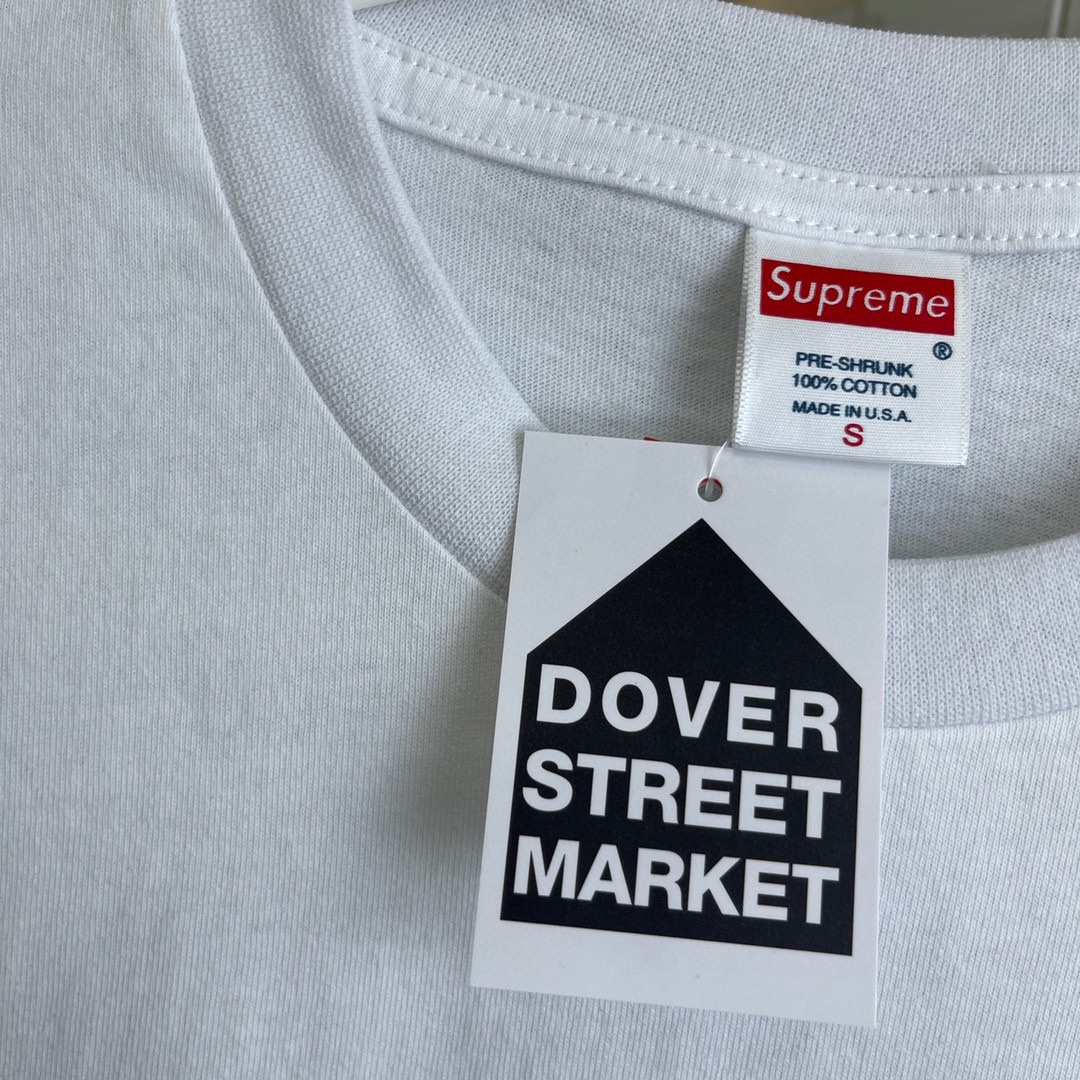 Supreme
®
PRE-SHRUNK
100% COTTON
MADE IN U.S.A.
S
DOVER
STREET
MARKET